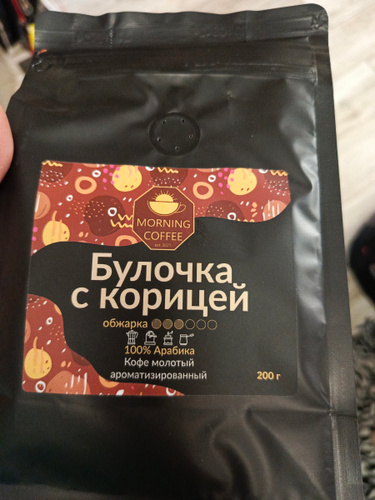 MORNING
COFFEE
Булочка
с корицей
обжарка
100% Арабика
Кофе молотый
ароматизированный
200 г